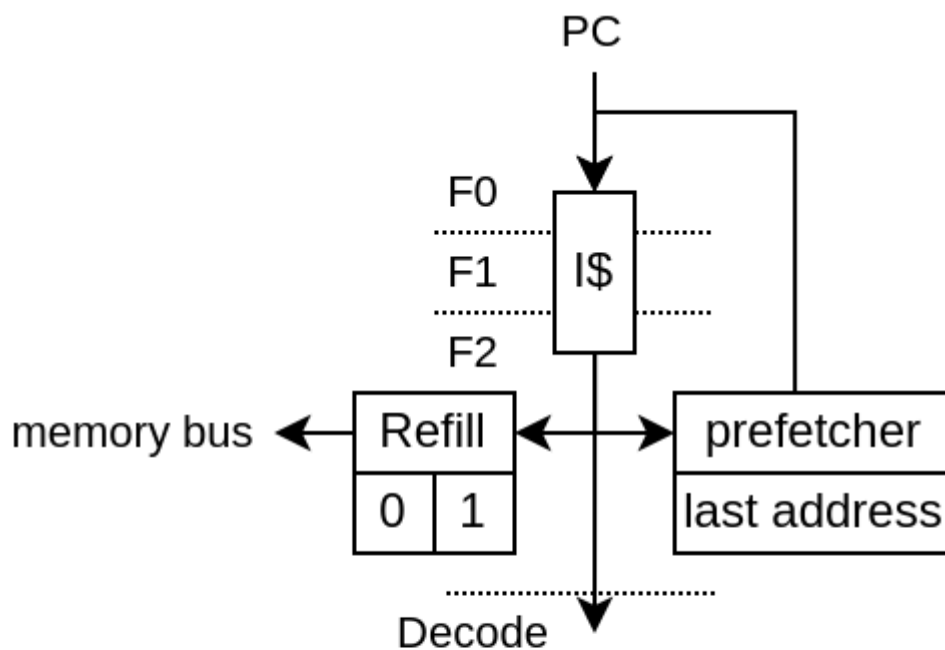 PC
F0
F1
I$
F2
memory bus
Refill
prefetcher
0
1
last address
Decode